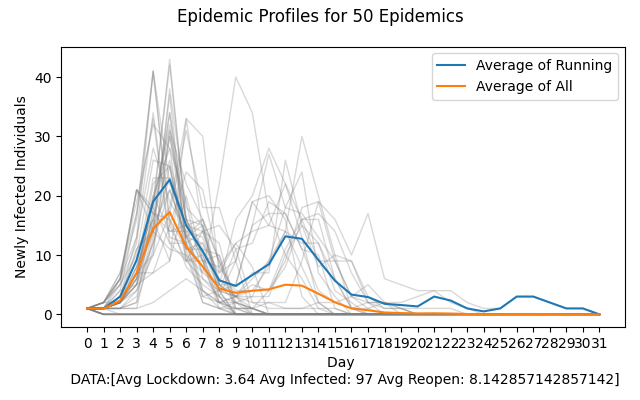 Epidemic Profiles for 50 Epidemics
Average of Running
Average of All
Newly Infected Individuals
40
30
20
10
0
0 1 2 3 4 5 6 7 8 9 10 11 12 13 14 15 16 17 18 19 20 21 22 23 24 25 26 27 28 29 30 31
Day
DATA:[Avg Lockdown: 3.64 Avg Infected: 97 Avg Reopen: 8.142857142857142]